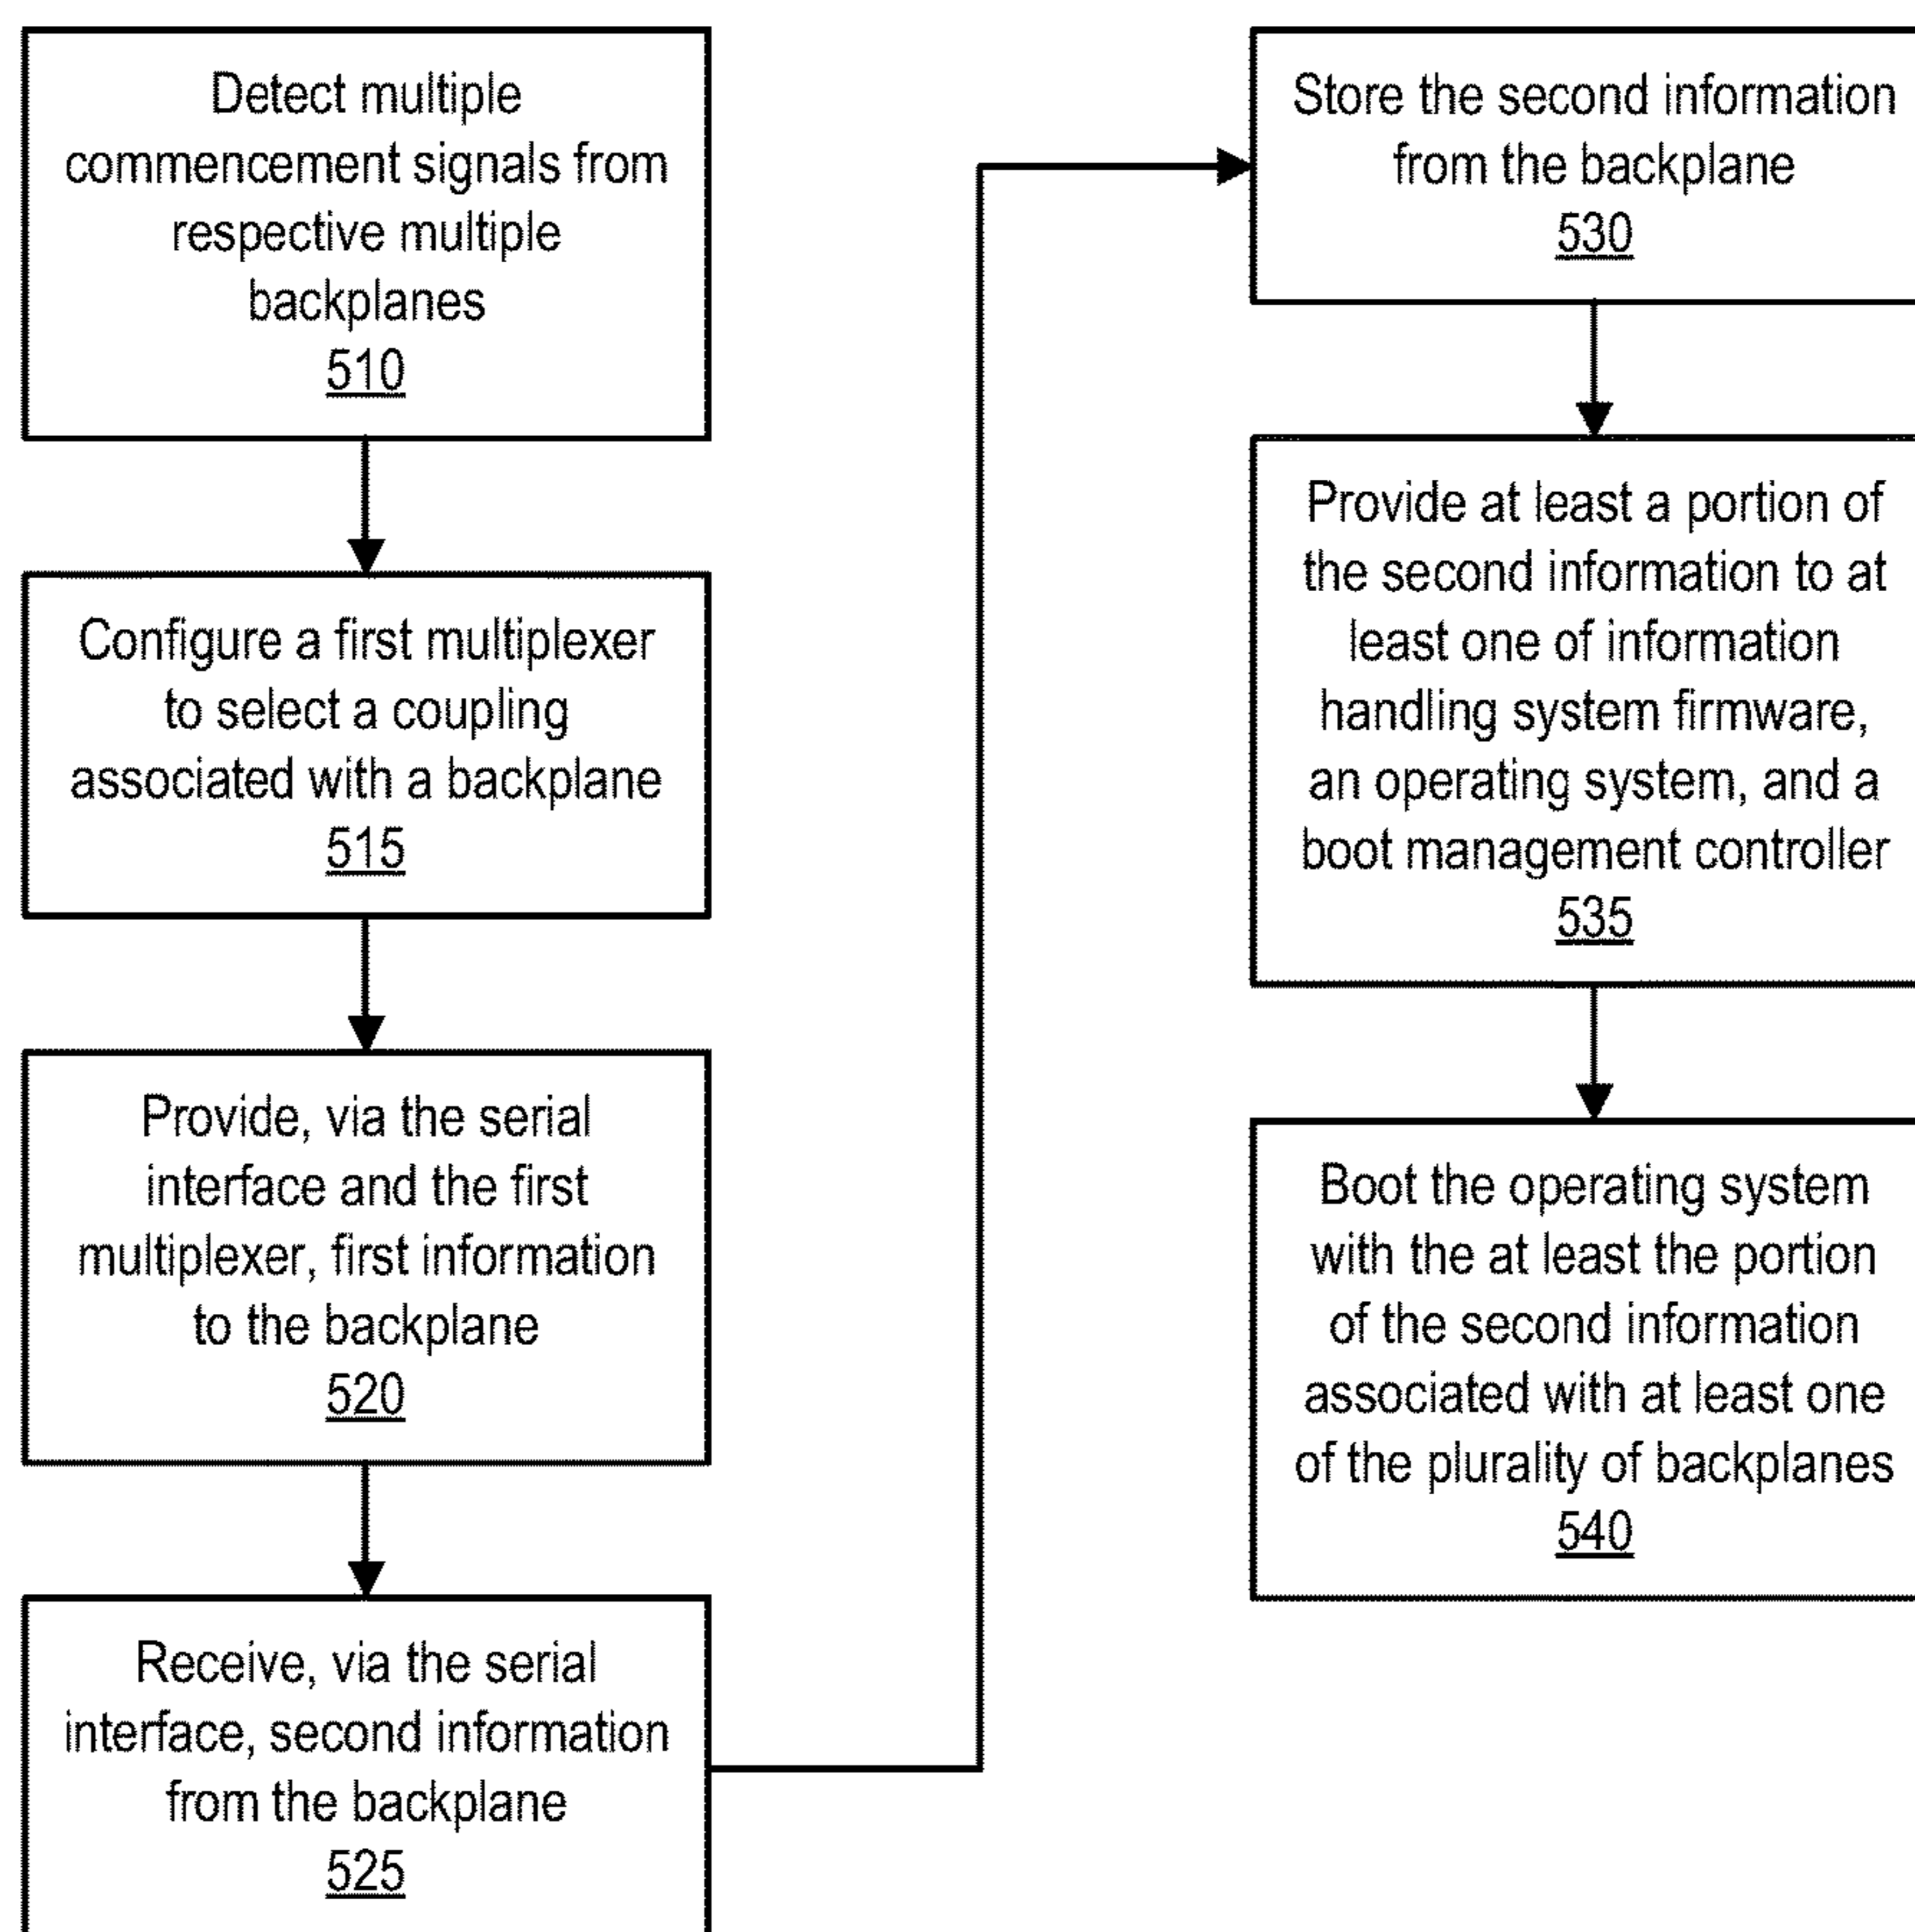 Detect multiple
commencement signals from
respective multiple
backplanes
510
Configure a first multiplexer
to select a coupling
associated with a backplane
515
Provide, via the serial
interface and the first
multiplexer, first information
to the backplane
520
Receive, via the serial
interface, second information
from the backplane
525
Store the second information
from the backplane
530
Provide at least a portion of
the second information to at
least one of information
handling system firmware,
an operating system, and a
boot management controller
535
Boot the operating system
with the at least the portion
of the second information
associated with at least one
of the plurality of backplanes
540